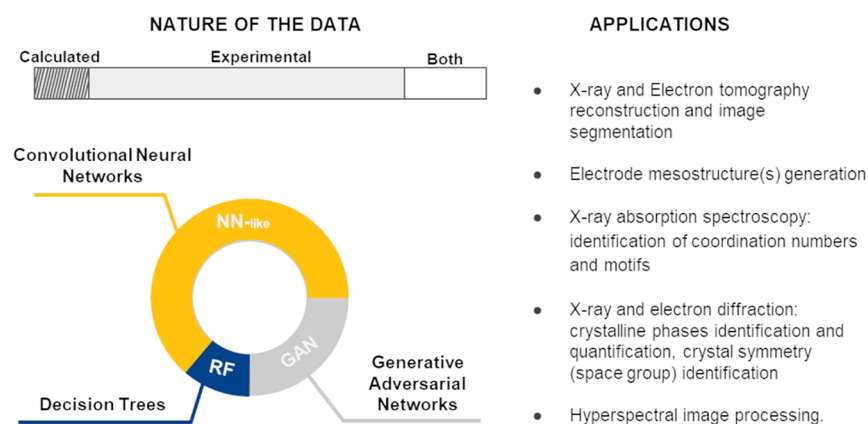 NATURE OF THE DATA
Calculated
Experimental
Both
Convolutional Neural
Networks
NN-like
RF
GAN
Decision Trees
Generative
Adversarial
Networks
APPLICATIONS
● X-ray and Electron tomography
reconstruction and image
segmentation
● Electrode mesostructure(s) generation
● X-ray absorption spectroscopy:
identification of coordination numbers
and motifs
● X-ray and electron diffraction:
crystalline phases identification and
quantification, crystal symmetry
(space group) identification
● Hyperspectral image processing.